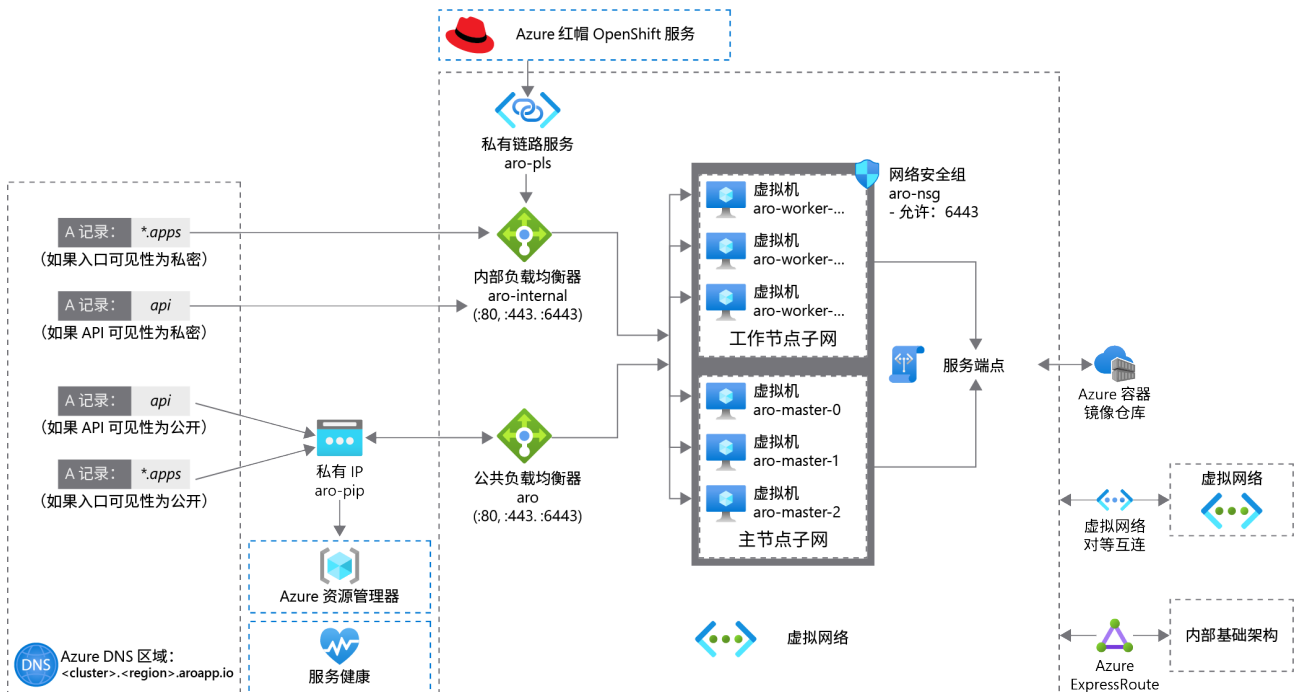 Azure 红帽 OpenShift 服务
私有链路服务
aro-pls
网络安全组
aro-nsg
- 允许：6443
虚拟机
aro-worker-...
虚拟机
aro-worker-...
虚拟机
aro-worker-...
工作节点子网
A 记录： *.apps
（如果入口可见性为私密）
A 记录： api
（如果 API 可见性为私密）
内部负载均衡器
aro-internal
(:80, :443. :6443)
服务端点
Azure 容器
镜像仓库
A 记录： api
（如果 API 可见性为公开）
A 记录： *.apps
（如果入口可见性为公开）
私有 IP
aro-pip
公共负载均衡器
aro
(:80, :443. :6443)
虚拟机
aro-master-0
虚拟机
aro-master-1
虚拟机
aro-master-2
主节点子网
虚拟网络
对等互连
虚拟网络
Azure 资源管理器
服务健康
虚拟网络
Azure
ExpressRoute
内部基础架构
DNS
Azure DNS 区域：
<cluster>.<region>.aroapp.io